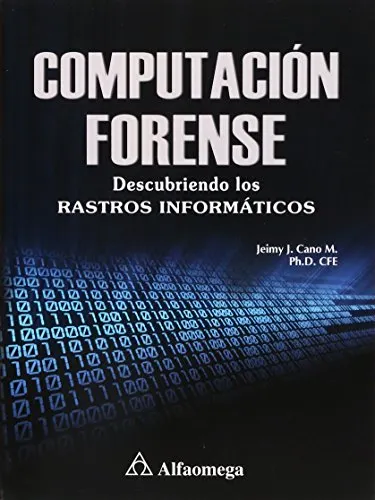 COMPUTACIÓN
FORENSE
Descubriendo los
RASTROS INFORMÁTICOS
Jeimy J. Cano M.
Ph.D. CFE
Alfaomega